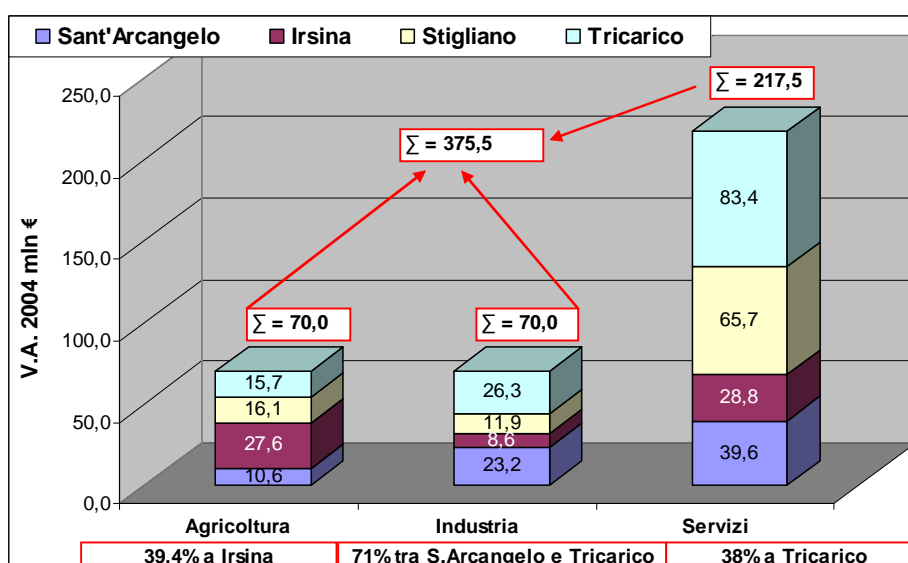 Sant'Arcangelo Irsina Stigliano Tricarico
V.A. 2004 mln €
250,0
200,0
150,0
100,0
50,0
0,0
∑ = 217,5
∑ = 375,5
∑ = 70,0
∑ = 70,0
15,7
16,1
27,6
10,6
26,3
11,9
8,6
23,2
83,4
65,7
28,8
39,6
Agricoltura Industria Servizi
39.4% a Irsina 71% tra S.Arcangelo e Tricarico 38% a Tricarico